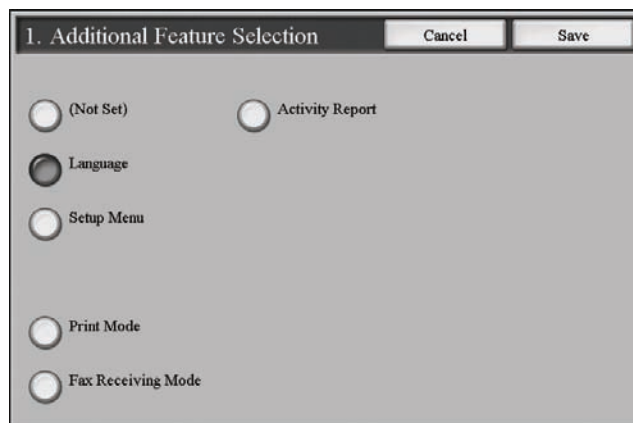 1. Additional Feature Selection
Cancel
Save
(Not Set)
Activity Report
Language
Setup Menu
Print Mode
Fax Receiving Mode